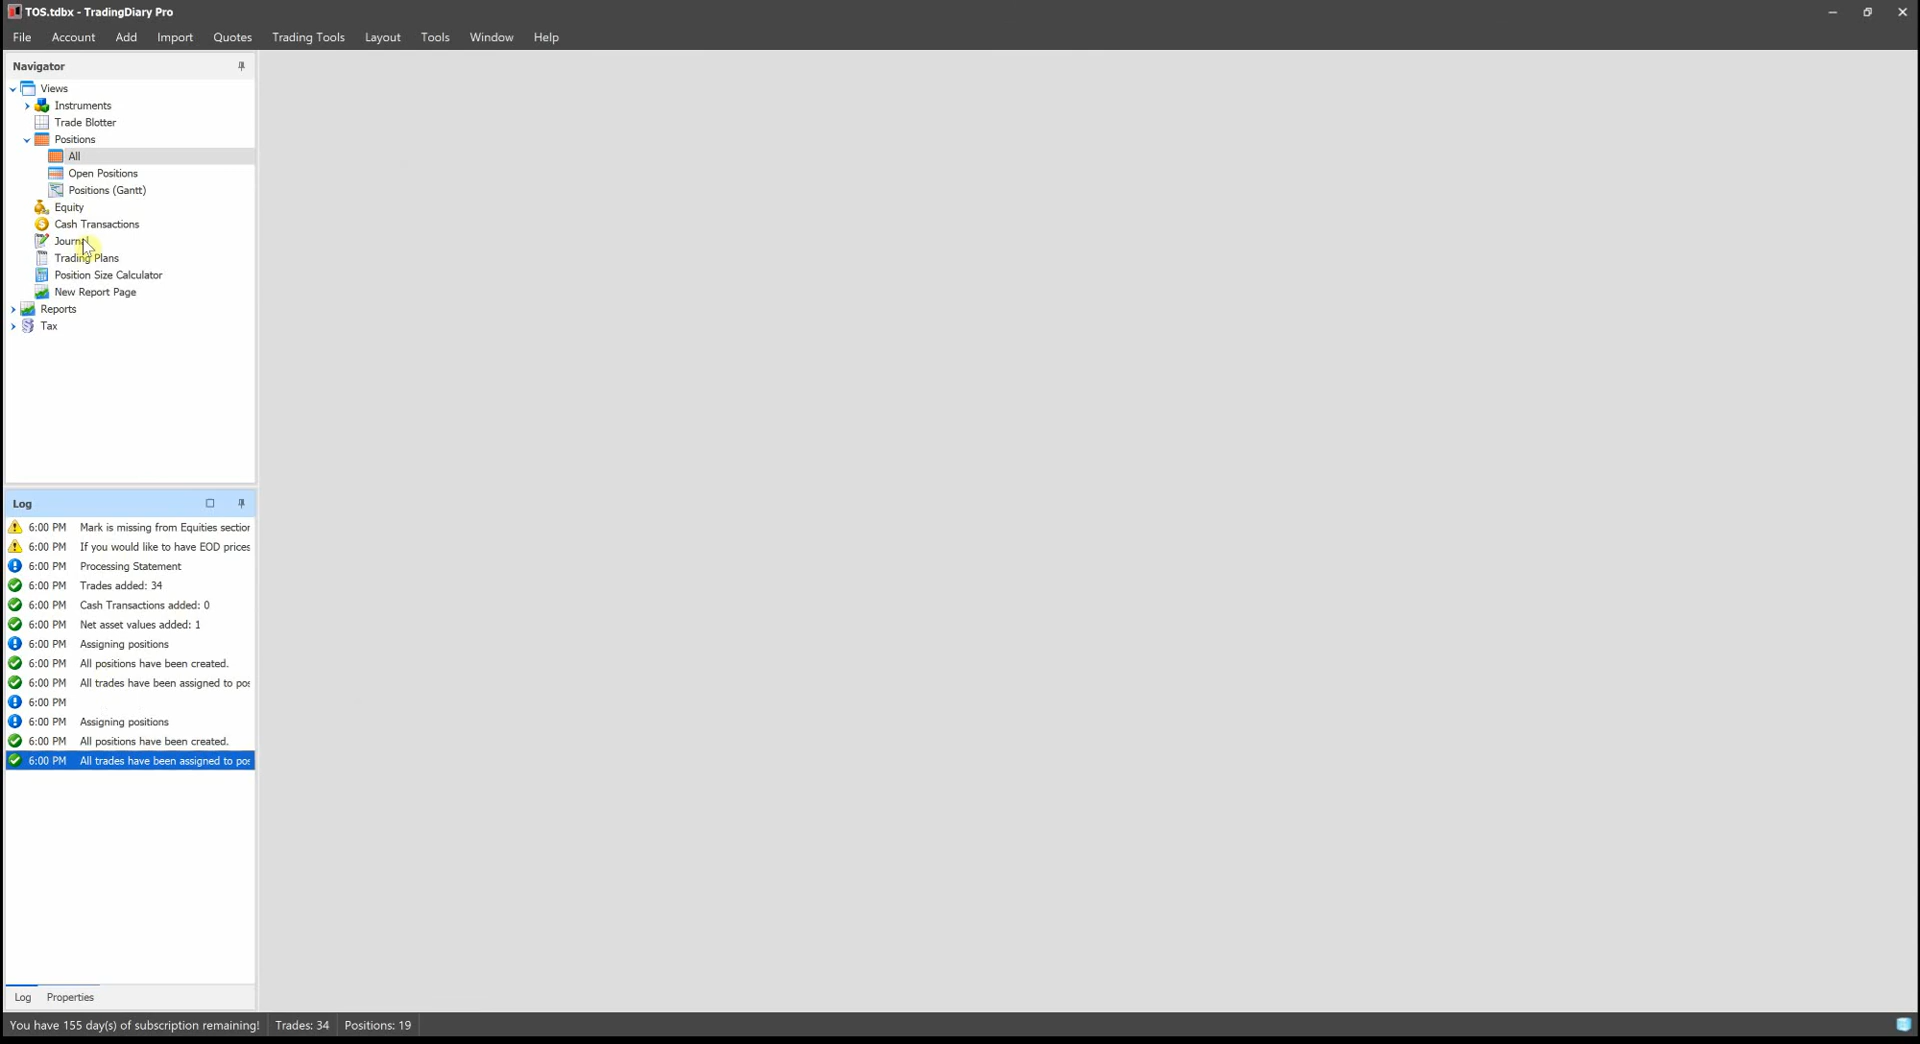 TOS.tdbx - TradingDiary Pro
File Account Add Import Quotes Trading Tools Layout Tools Window Help
Navigator
Views
Instruments
Trade Blotter
Positions
All
Open Positions
Positions (Gantt)
Equity
Cash Transactions
Journal
Trading Plans
Position Size Calculator
New Report Page
Reports
Tax
Log
6:00 PM Mark is missing from Equities section
6:00 PM If you would like to have EOD prices
6:00 PM Processing Statement
6:00 PM Trades added: 34
6:00 PM Cash Transactions added: 0
6:00 PM Net asset values added: 1
6:00 PM Assigning positions
6:00 PM All positions have been created.
6:00 PM All trades have been assigned to pos
6:00 PM
6:00 PM Assigning positions
6:00 PM All positions have been created.
6:00 PM All trades have been assigned to pos
Log Properties
You have 155 day(s) of subscription remaining! Trades: 34 Positions: 19